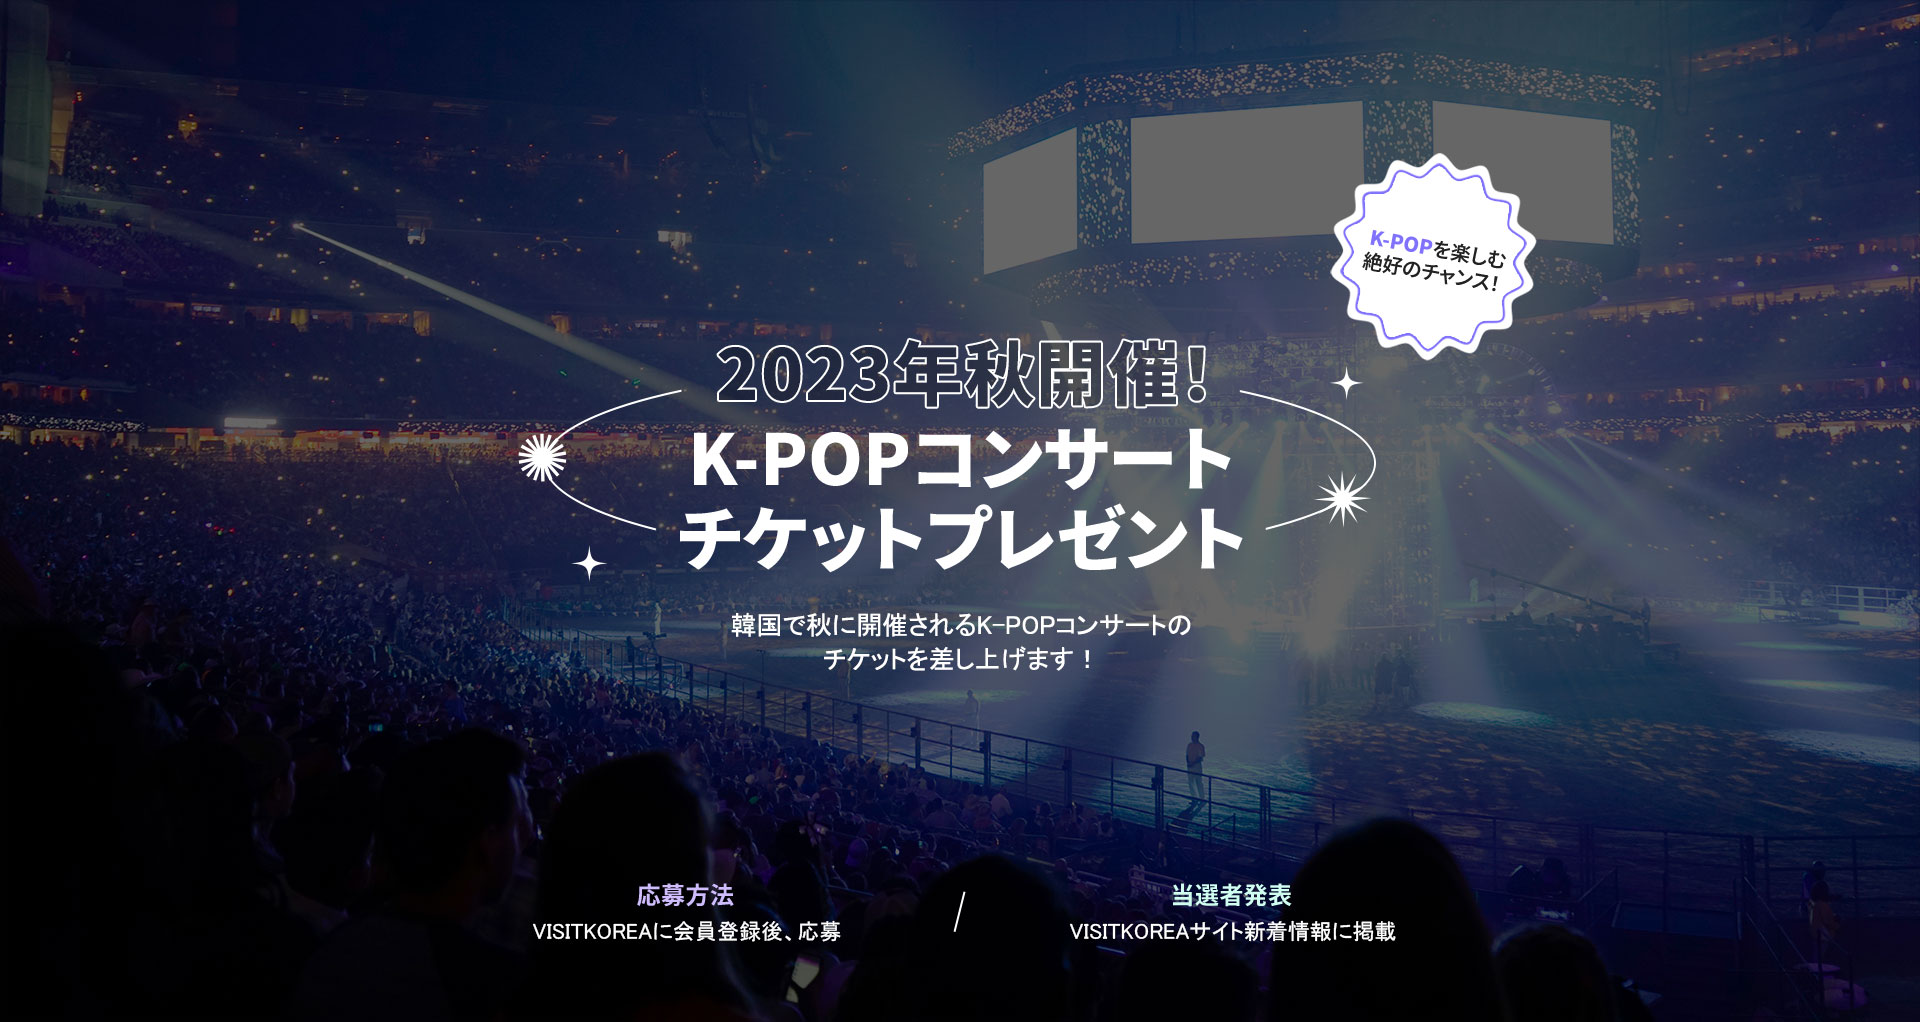 K-POPを楽しむ
絶好のチャンス!
2023年秋開催!
K-POPコンサート
チケットプレゼント
韓国で秋に開催されるK-POPコンサートの
チケットを差し上げます！
応募方法
VISITKOREAに会員登録後、応募
/
当選者発表
VISITKOREAサイト新着情報に掲載